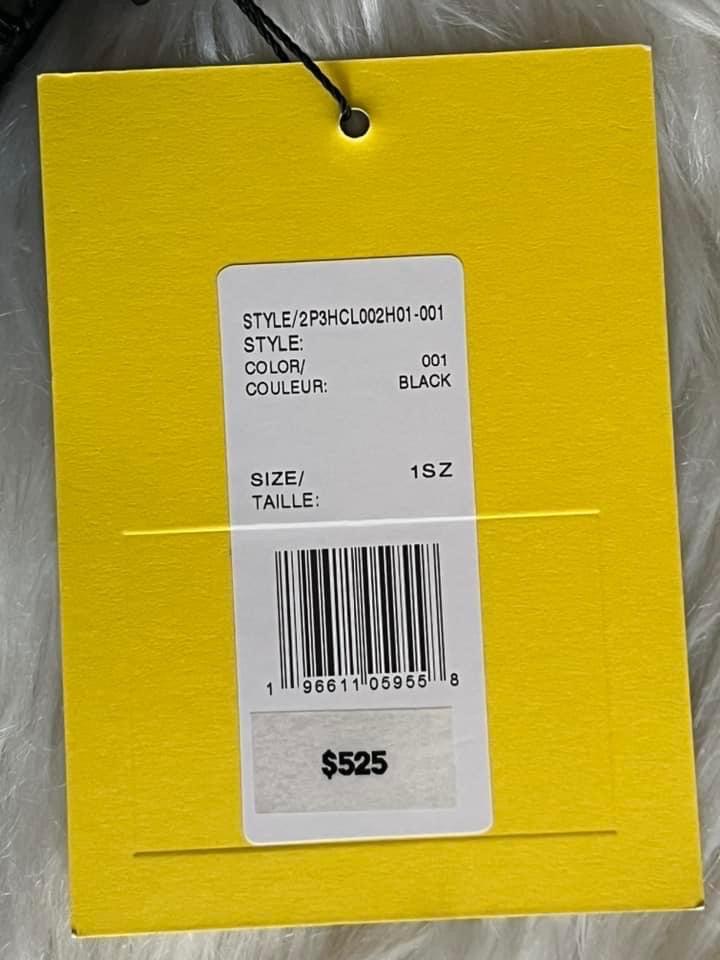 STYLE/2P3HCL002H01-001
STYLE:
COLOR/ 001
COULEUR: BLACK
SIZE/ 1SZ
TAILLE:
1 96611 05955 8
$525